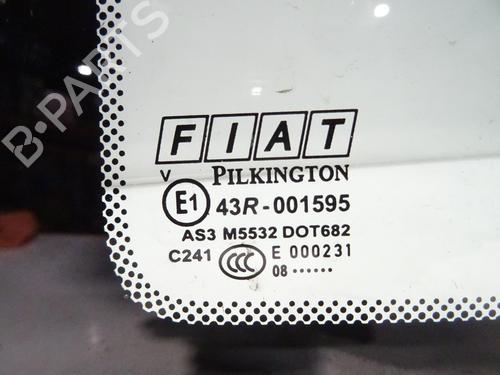 B-PARTS
FIAT
V PILKINGTON
E1 43R-001595
AS3 M5532 DOT682
C241 CCC E 000231
08 ......